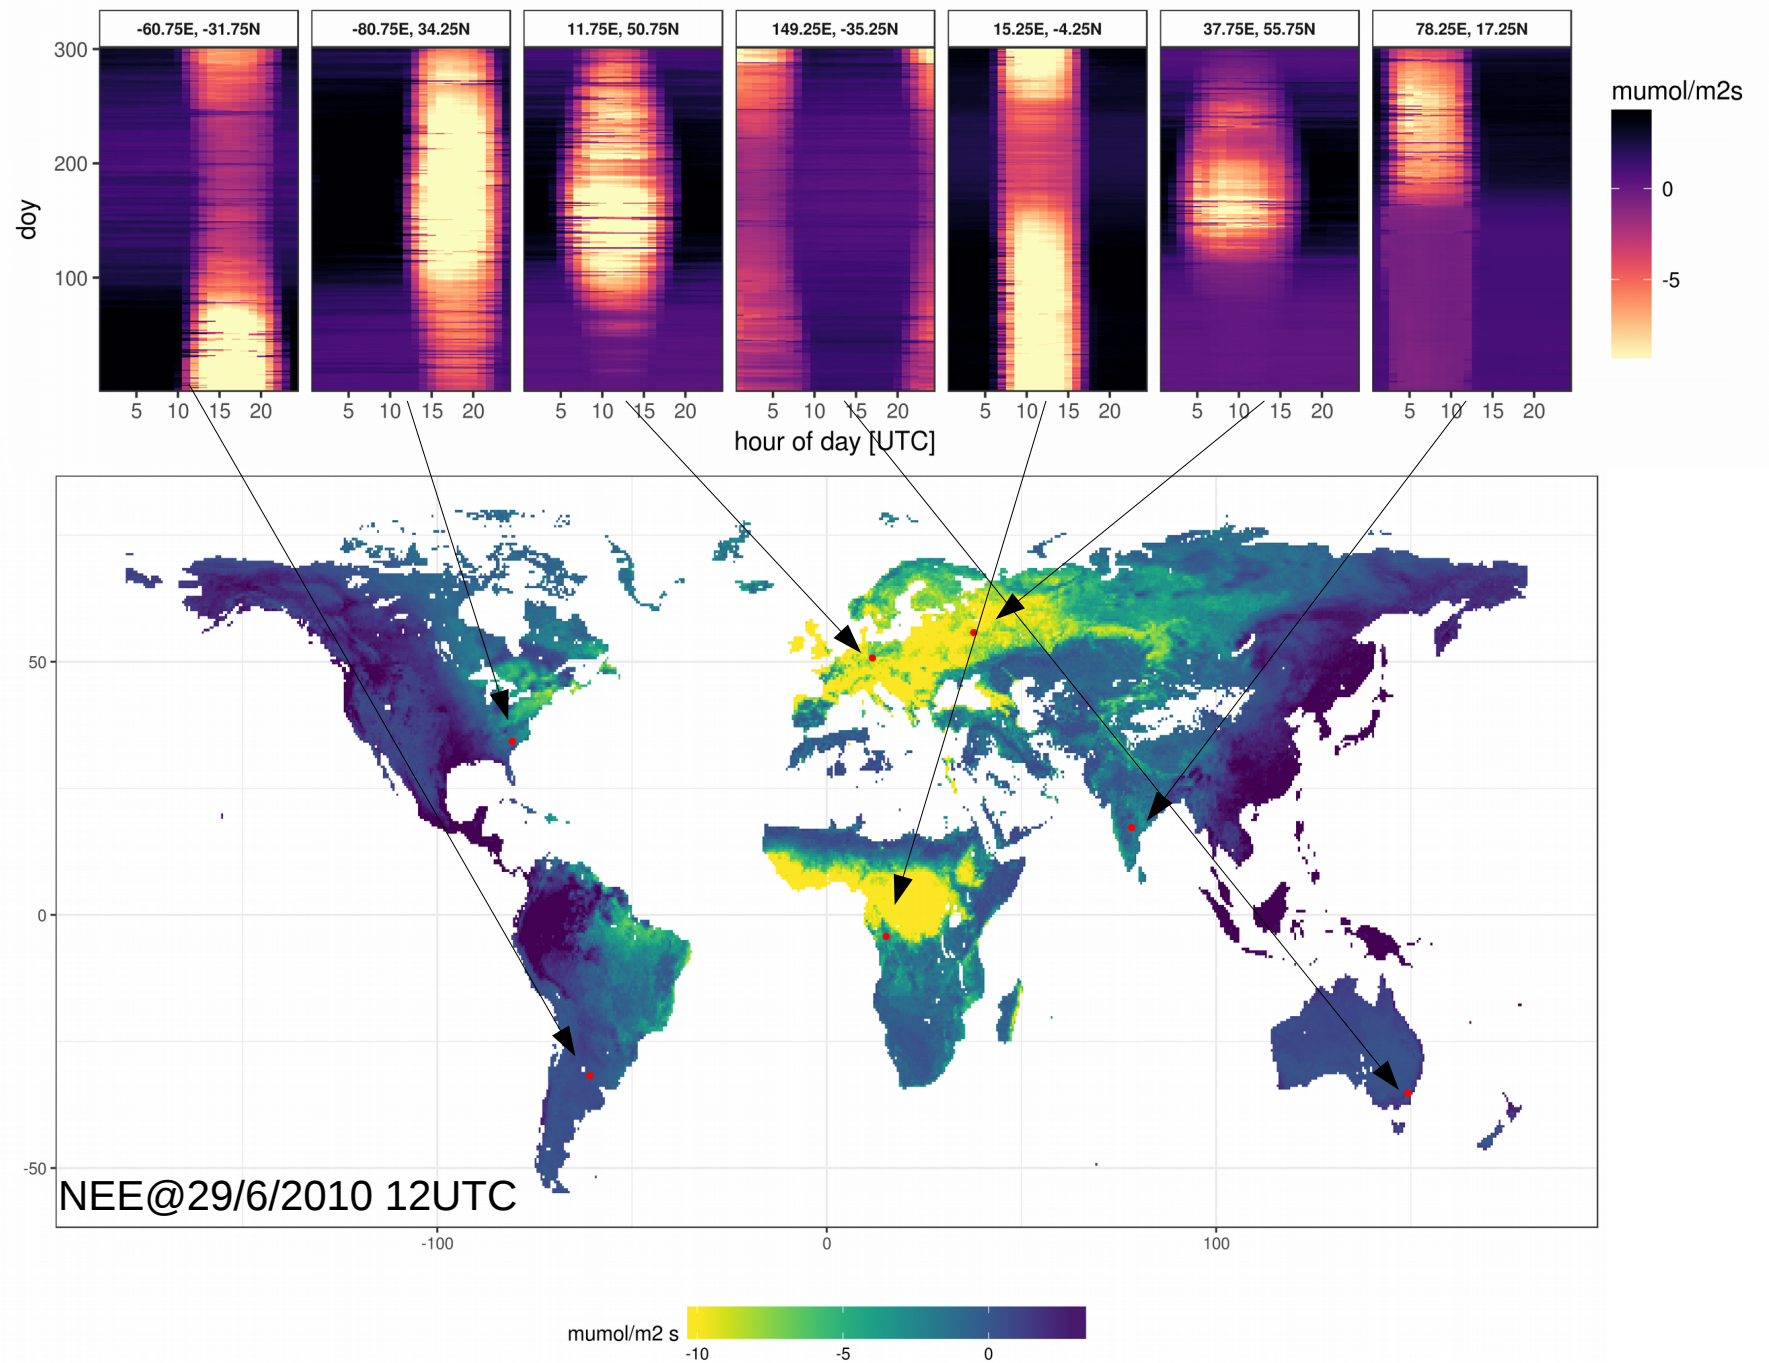 -60.75E, -31.75N -80.75E, 34.25N 11.75E, 50.75N 149.25E, -35.25N 15.25E, -4.25N 37.75E, 55.75N 78.25E, 17.25N
mumol/m2s
300
200
100
doy
0
-5
5 10 15 20 5 10 15 20 5 10 15 20 5 10 15 20 5 10 15 20 5 10 15 20 5 10 15 20
hour of day [UTC]
50
0
-50
NEE@29/6/2010 12UTC
-100 0 100
mumol/m2 s
-10 -5 0